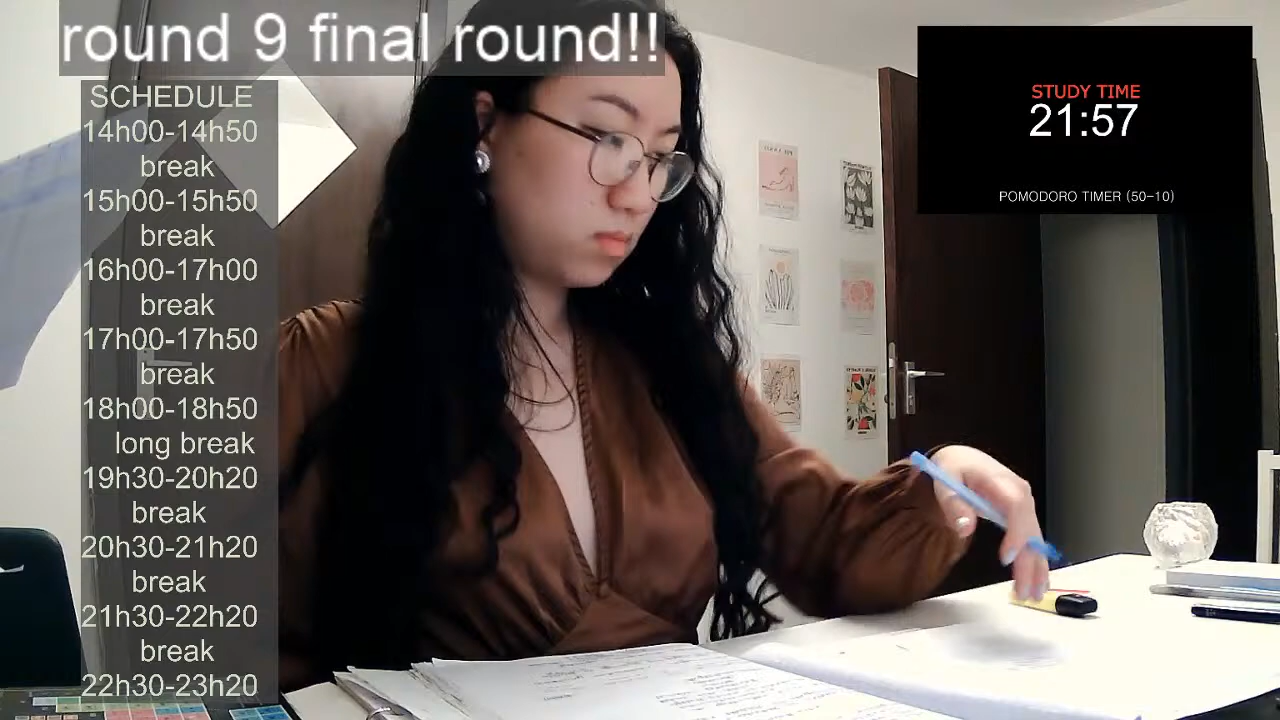 round 9 final round!!
SCHEDULE
14h00-14h50
break
15h00-15h50
break
16h00-17h00
break
17h00-17h50
break
18h00-18h50
long break
19h30-20h20
break
20h30-21h20
break
21h30-22h20
break
22h30-23h20
STUDY TIME
21:57
POMODORO TIMER (50-10)